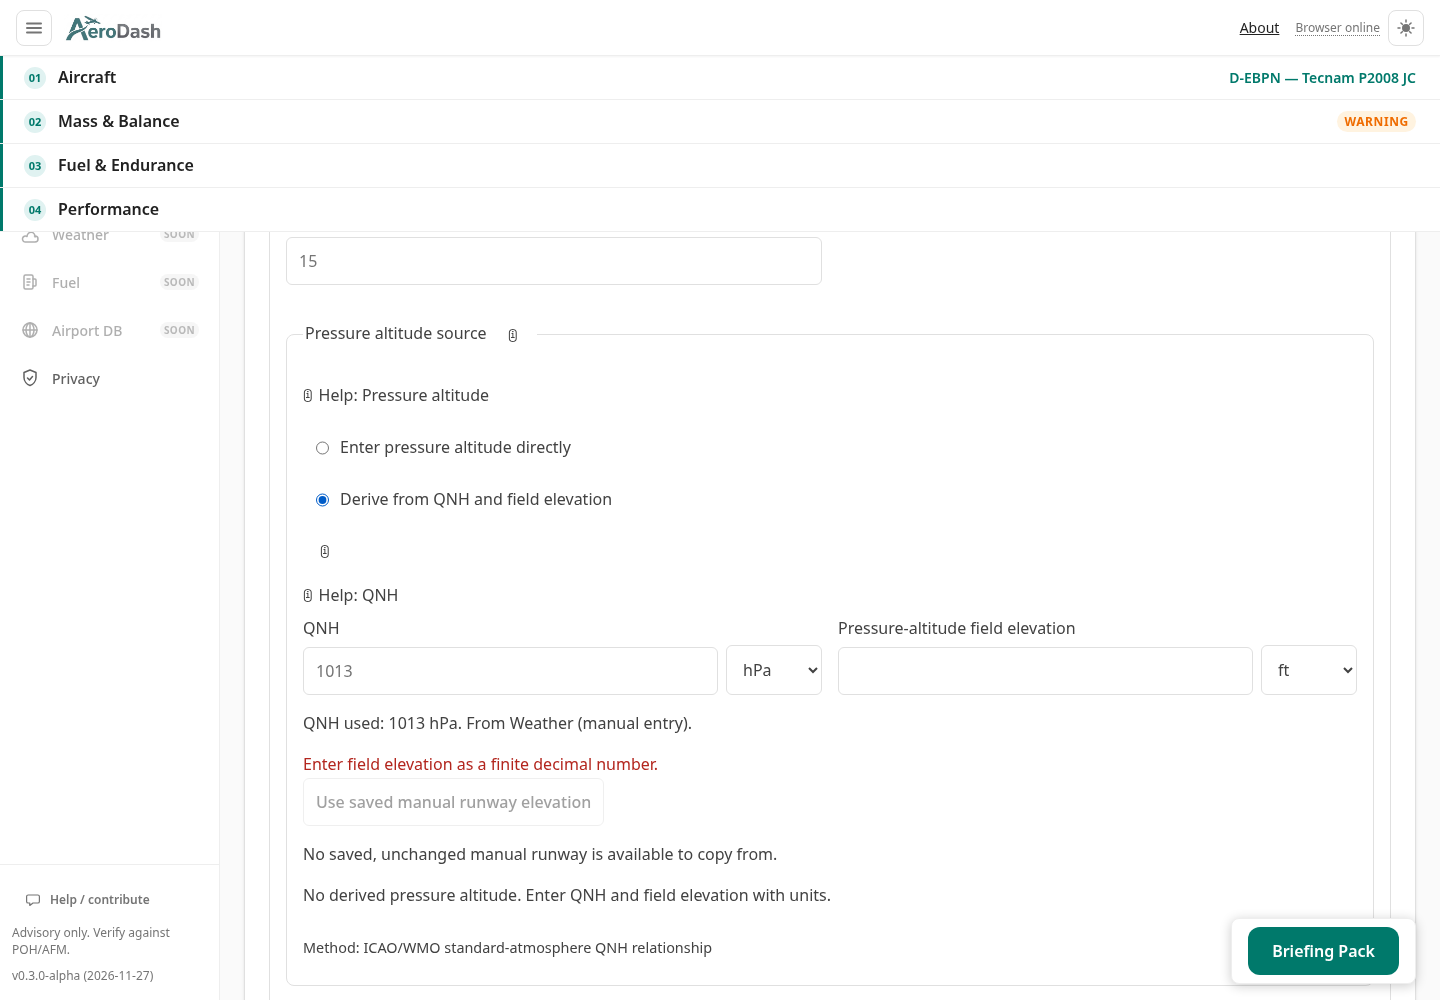 AeroDash
About
Browser online
01 Aircraft
D-EBPN — Tecnam P2008 JC
02 Mass & Balance
WARNING
03 Fuel & Endurance
04 Performance
Weather SOON
Fuel SOON
Airport DB SOON
Privacy
15
Pressure altitude source
Help: Pressure altitude
Enter pressure altitude directly
Derive from QNH and field elevation
Help: QNH
QNH
Pressure-altitude field elevation
1013
hPa
ft
QNH used: 1013 hPa. From Weather (manual entry).
Enter field elevation as a finite decimal number.
Use saved manual runway elevation
No saved, unchanged manual runway is available to copy from.
No derived pressure altitude. Enter QNH and field elevation with units.
Method: ICAO/WMO standard-atmosphere QNH relationship
Help / contribute
Advisory only. Verify against
POH/AFM.
v0.3.0-alpha (2026-11-27)
Briefing Pack